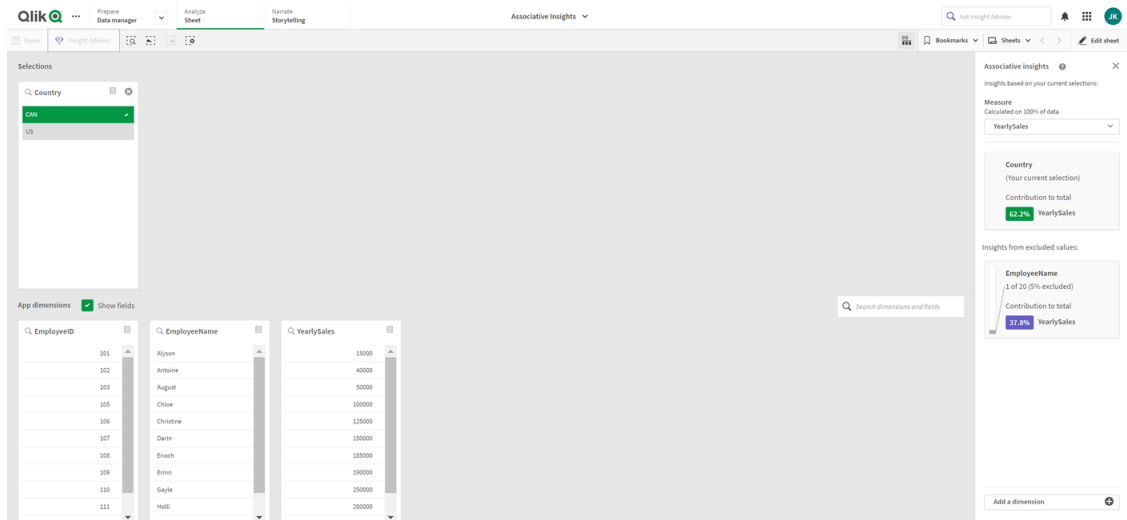 Qlik
Prepare
Data manager
Analyze
Sheet
Narrate
Storytelling
Associative Insights
Ask Insight Advisor
JK
Notes
Insight Advisor
Bookmarks
Sheets
Edit sheet
Selections
Country
CAN
US
Associative insights
Insights based on your current selections:
Measure
Calculated on 100% of data
YearlySales
Country
(Your current selection)
Contribution to total
62.2% YearlySales
Insights from excluded values:
EmployeeName
1 of 20 (5% excluded)
Contribution to total
37.8% YearlySales
Add a dimension
App dimensions
Show fields
Search dimensions and fields
EmployeeID
101
102
103
105
106
107
108
109
110
111
EmployeeName
Alyson
Antoine
August
Chloe
Christine
Darin
Enoch
Erinn
Gayle
Holli
YearlySales
15000
40000
50000
100000
125000
150000
185000
190000
250000
280000